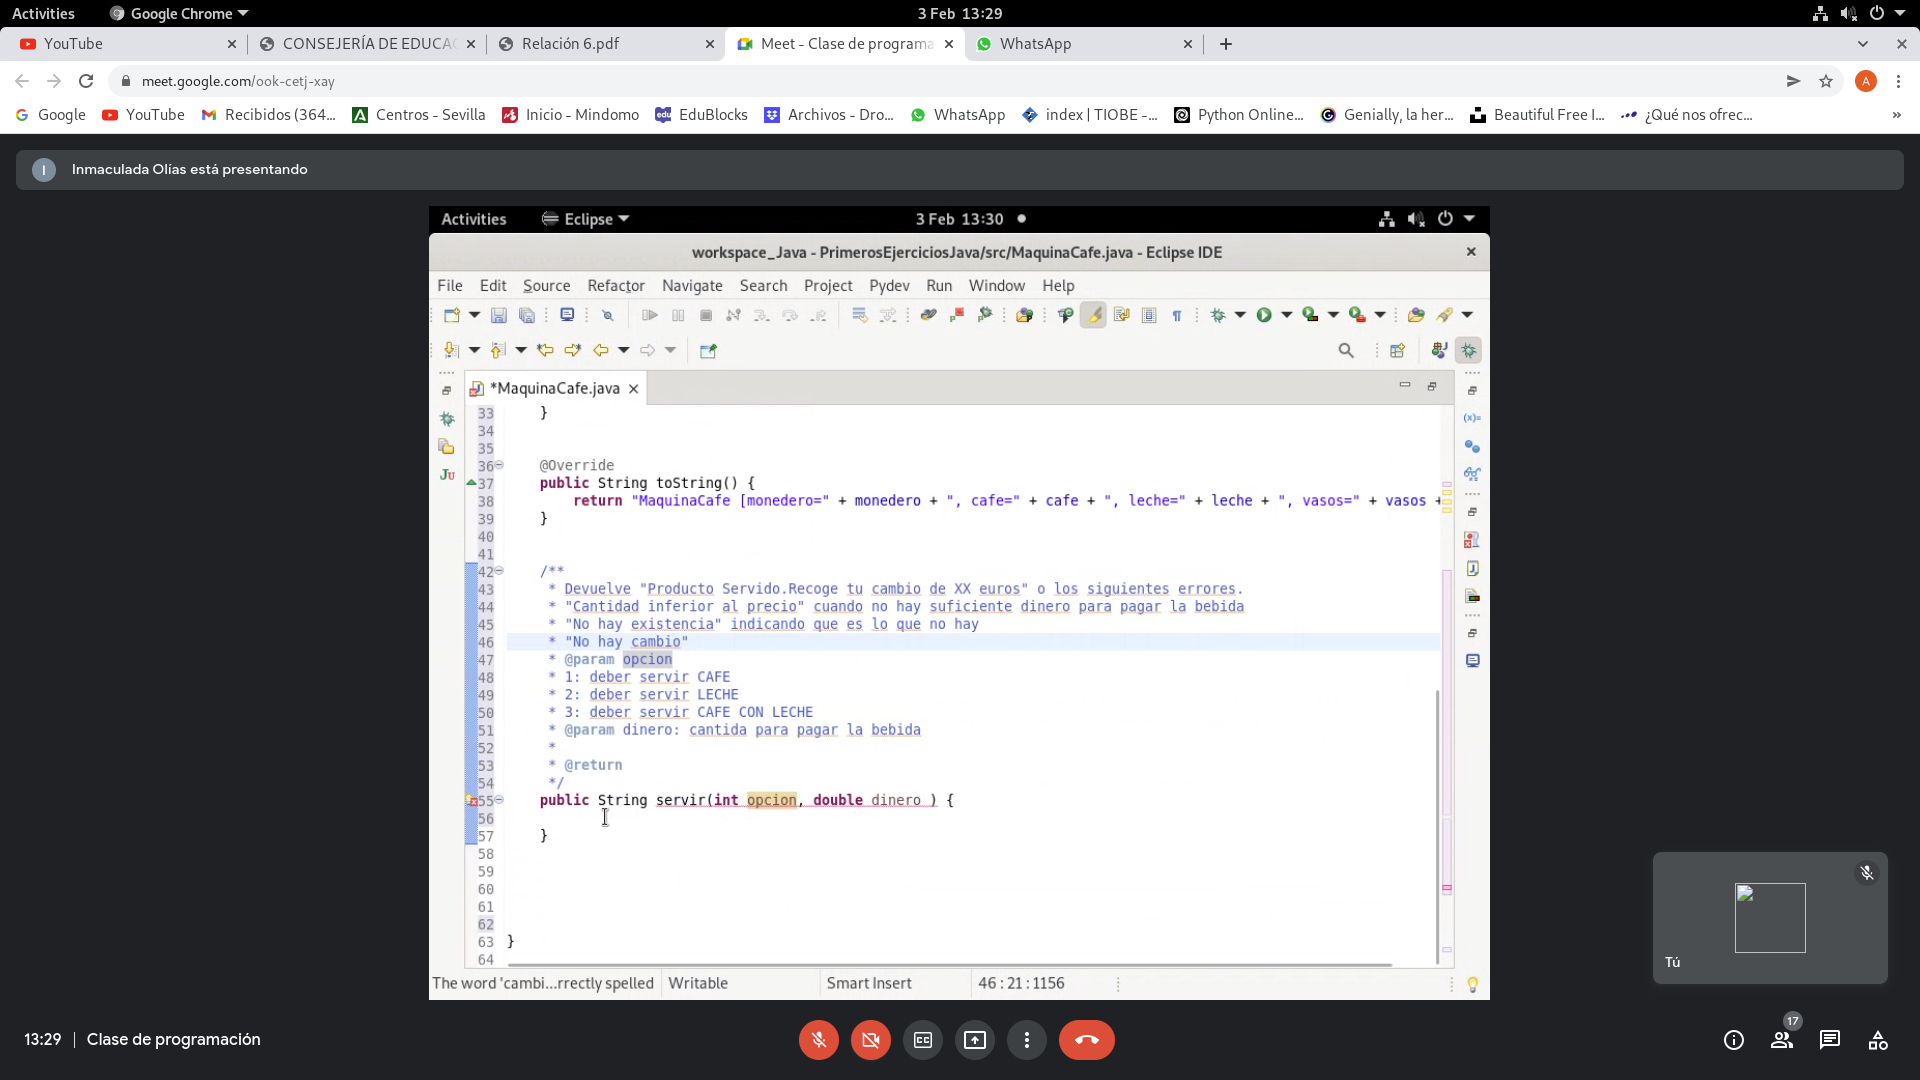 Activities Google Chrome 3 Feb 13:29
YouTube CONSEJERÍA DE EDUCA Relación 6.pdf Meet - Clase de programa WhatsApp
meet.google.com/ook-cetj-xay A
Google YouTube Recibidos (364... Centros - Sevilla Inicio - Mindomo EduBlocks Archivos - Dro... WhatsApp index | TIOBE -... Python Online... Genially, la her... Beautiful Free I... ¿Qué nos ofrec... »
I Inmaculada Olías está presentando
Activities Eclipse 3 Feb 13:30
workspace_Java - PrimerosEjerciciosJava/src/MaquinaCafe.java - Eclipse IDE
File Edit Source Refactor Navigate Search Project Pydev Run Window Help
*MaquinaCafe.java
33 }
34
35
36 @Override
37 public String toString() {
38 return "MaquinaCafe [monedero=" + monedero + ", cafe=" + cafe + ", leche=" + leche + ", vasos=" + vasos +
39 }
40
41
42 /**
43 * Devuelve "Producto Servido.Recoge tu cambio de XX euros" o los siguientes errores.
44 * "Cantidad inferior al precio" cuando no hay suficiente dinero para pagar la bebida
45 * "No hay existencia" indicando que es lo que no hay
46 * "No hay cambio"
47 * @param opcion
48 * 1: deber servir CAFE
49 * 2: deber servir LECHE
50 * 3: deber servir CAFE CON LECHE
51 * @param dinero: cantida para pagar la bebida
52 *
53 * @return
54 */
55 public String servir(int opcion, double dinero ) {
56
57 }
58
59
60
61
62
63 }
64
The word 'cambi...rrectly spelled Writable Smart Insert 46 : 21 : 1156
Tú
13:29 | Clase de programación
17